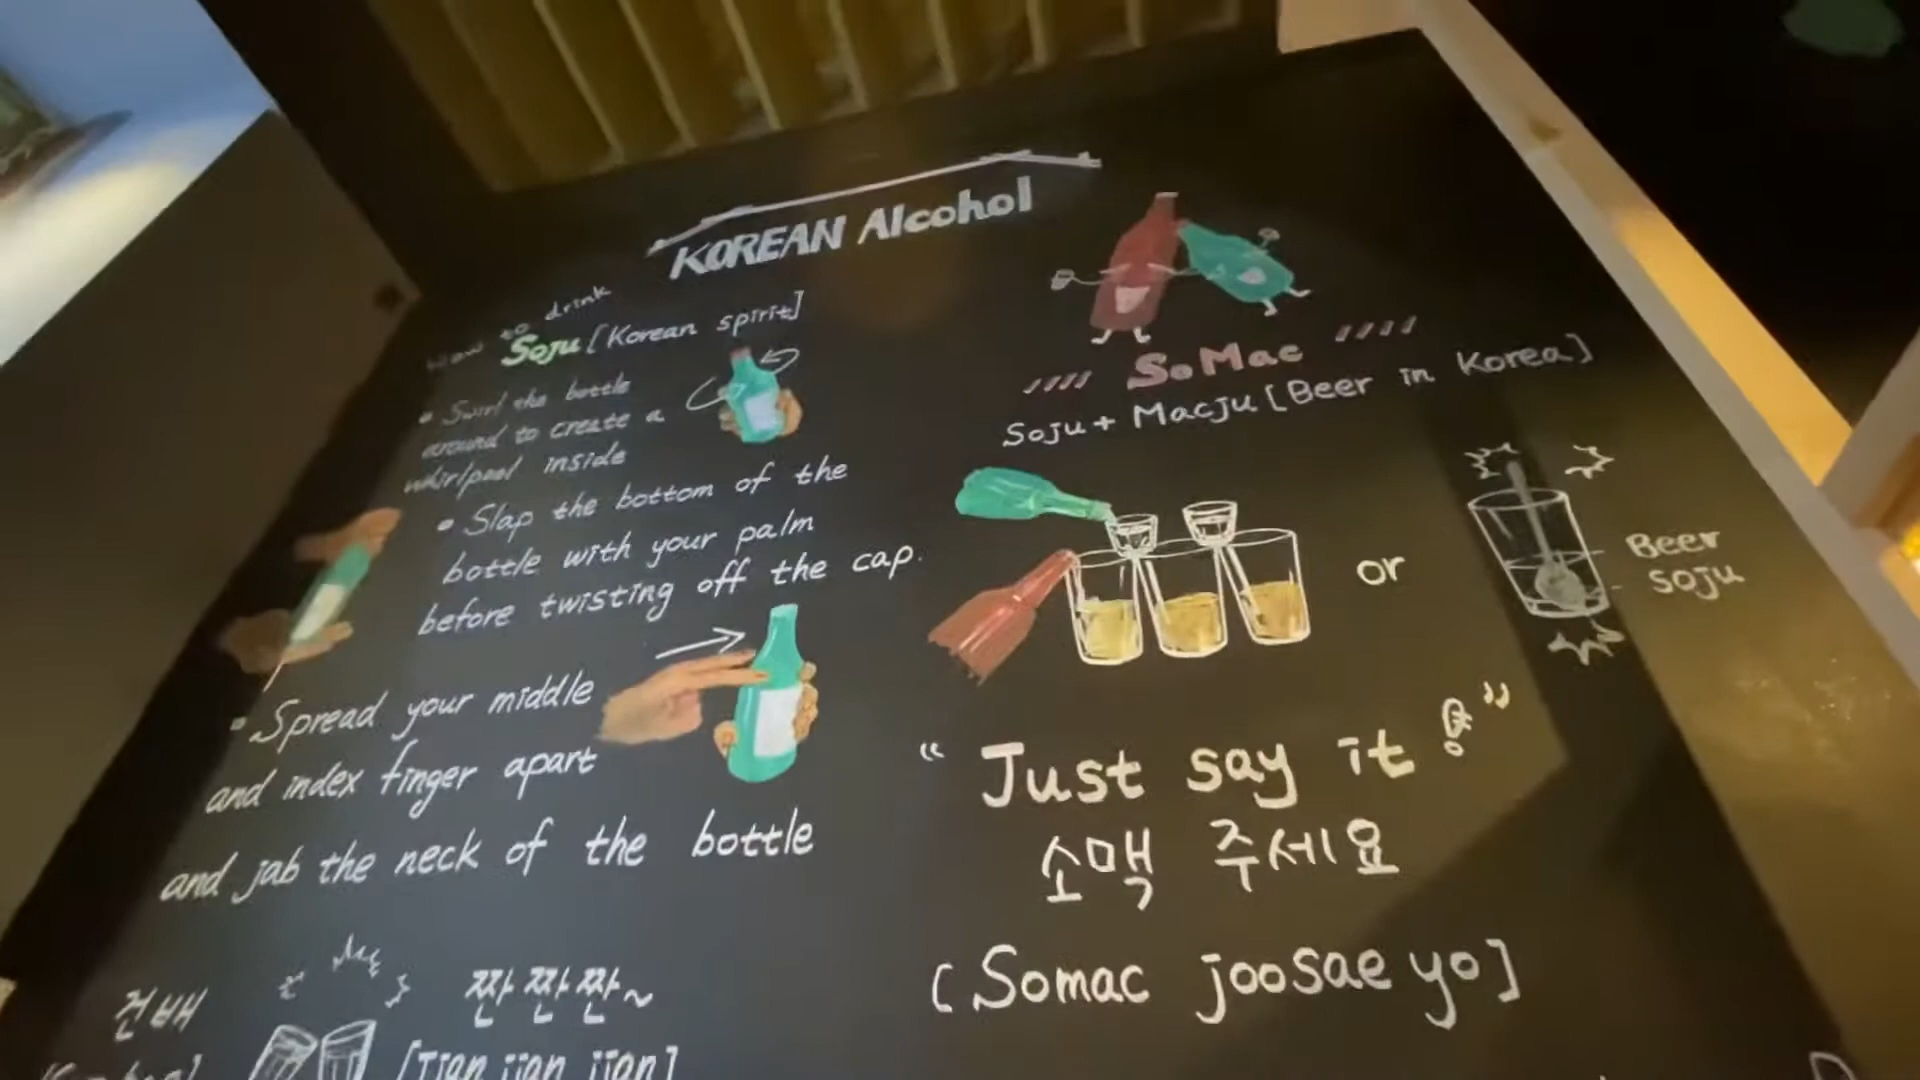 KOREAN Alcohol
How to drink
Soju [Korean spirit]
• Swirl the bottle
around to create a
whirlpool inside
• Slap the bottom of the
bottle with your palm
before twisting off the cap.
• Spread your middle
and index finger apart
and jab the neck of the bottle
건배
짠 짠 짠~
[Jjan jjan jjan]
SoMac
Soju + Macju [Beer in Korea]
or
Beer
soju
“ Just say it! ”
소맥 주세요
[Somac joosae yo]